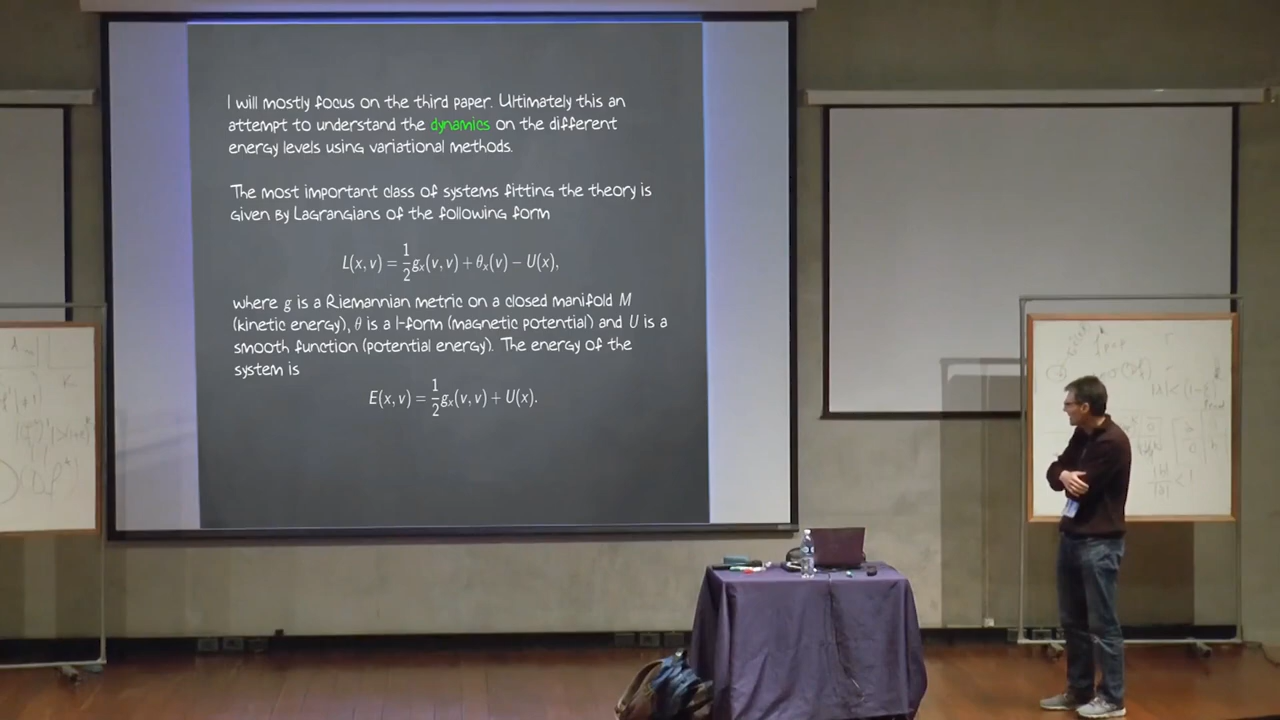 I will mostly focus on the third paper. Ultimately this an
attempt to understand the dynamics on the different
energy levels using variational methods.
The most important class of systems fitting the theory is
given by Lagrangians of the following form
L(x, v) = 1/2 gₓ(v, v) + θₓ(v) − U(x),
where g is a Riemannian metric on a closed manifold M
(kinetic energy), θ is a 1-form (magnetic potential) and U is a
smooth function (potential energy). The energy of the
system is
E(x, v) = 1/2 gₓ(v, v) + U(x).